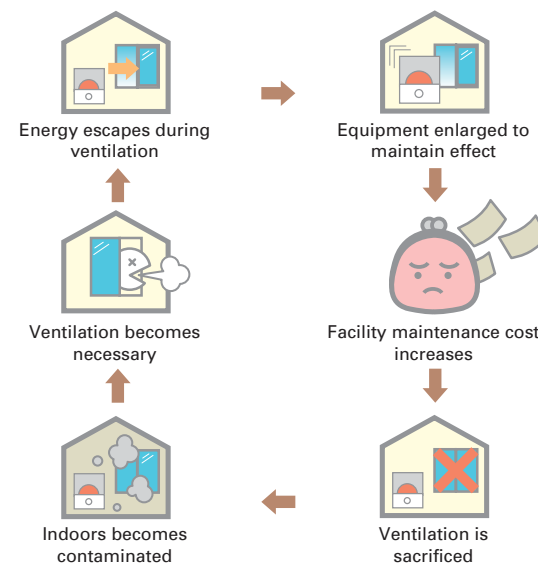 Energy escapes during
ventilation
Equipment enlarged to
maintain effect
Ventilation becomes
necessary
Facility maintenance cost
increases
Indoors becomes
contaminated
Ventilation is
sacrificed